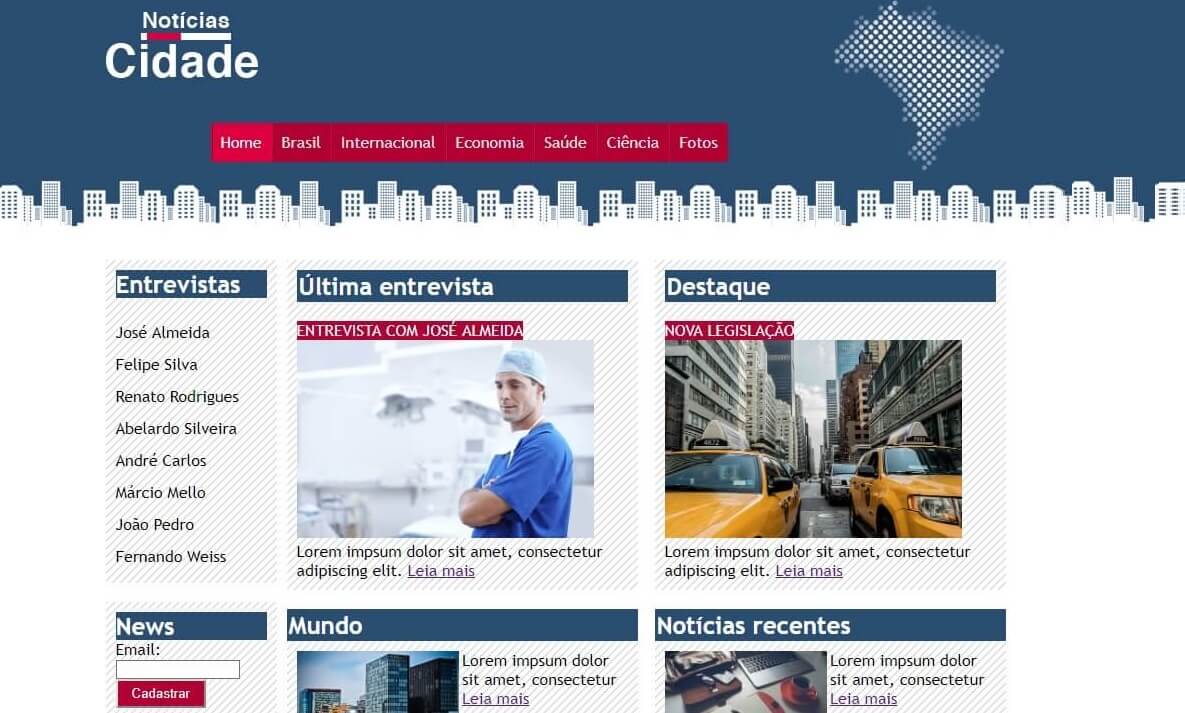 Notícias
Cidade
Home Brasil Internacional Economia Saúde Ciência Fotos
Entrevistas
José Almeida
Felipe Silva
Renato Rodrigues
Abelardo Silveira
André Carlos
Márcio Mello
João Pedro
Fernando Weiss
Última entrevista
ENTREVISTA COM JOSÉ ALMEIDA
Lorem impsum dolor sit amet, consectetur
adipiscing elit. Leia mais
Destaque
NOVA LEGISLAÇÃO
Lorem impsum dolor sit amet, consectetur
adipiscing elit. Leia mais
News
Email:
Cadastrar
Mundo
Lorem impsum dolor
sit amet, consectetur
Leia mais
Notícias recentes
Lorem impsum dolor
sit amet, consectetur
Leia mais